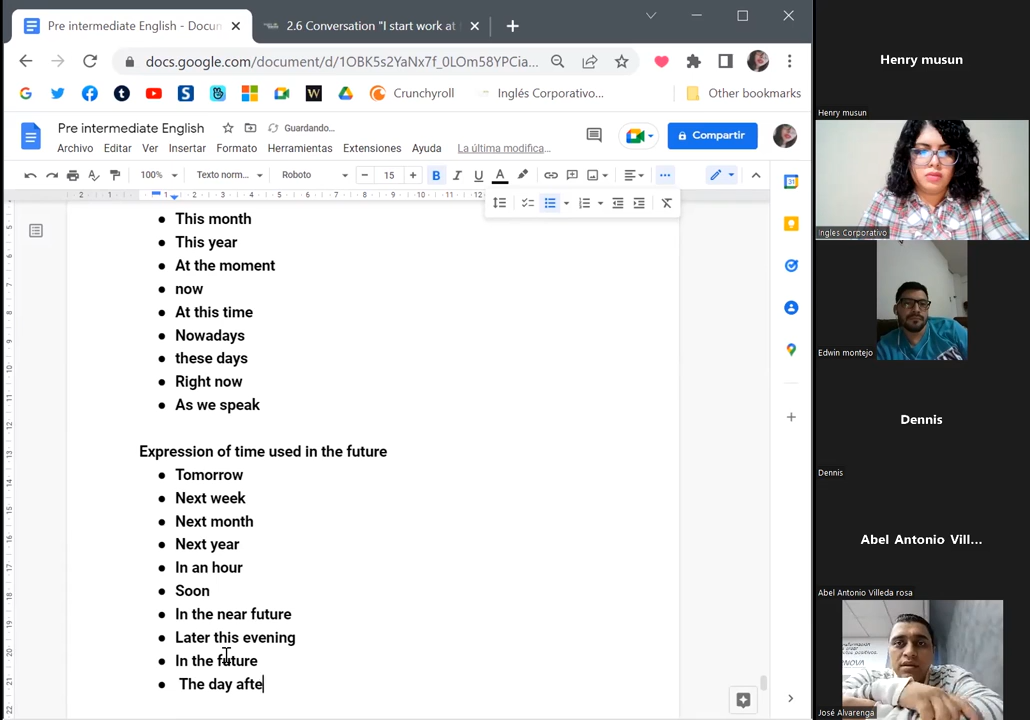 Pre intermediate English - Docum
2.6 Conversation "I start work at
docs.google.com/document/d/1OBK5s2YaNx7f_0LOm58YPCia...
Crunchyroll
Inglés Corporativo...
Other bookmarks
Pre intermediate English
Guardando...
Archivo Editar Ver Insertar Formato Herramientas Extensiones Ayuda La última modifica...
Compartir
100% Texto norm... Roboto 15
This month
This year
At the moment
now
At this time
Nowadays
these days
Right now
As we speak
Expression of time used in the future
Tomorrow
Next week
Next month
Next year
In an hour
Soon
In the near future
Later this evening
In the future
The day afte
Henry musun
Henry musun
Ingles Corporativo
Edwin montejo
Dennis
Dennis
Abel Antonio Vill...
Abel Antonio Villeda rosa
José Alvarenga